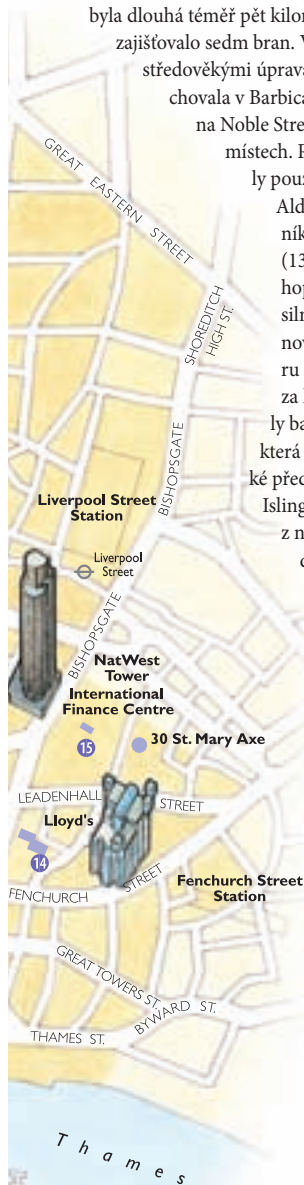 byla dlouhá téměř pět kilom
zajišťovalo sedm bran. V
středověkými úprava
chovala v Barbica
na Noble Stre
místech. P
ly pouz
Ald
ník
(13
hop
siln
nov
ru
za
ly ba
která
ké před
Isling
z n
GREAT EASTERN STREET
SHOREDITCH
HIGH ST.
BISHOPSGATE
Liverpool Street
Station
Liverpool
Street
BISHOPSGATE
NatWest
Tower
International
Finance Centre
15
30 St. Mary Axe
LEADENHALL STREET
Lloyd's
14
FENCHURCH STREET
Fenchurch Street
Station
GREAT TOWERS ST.
BYWARD ST.
THAMES ST.
Thames